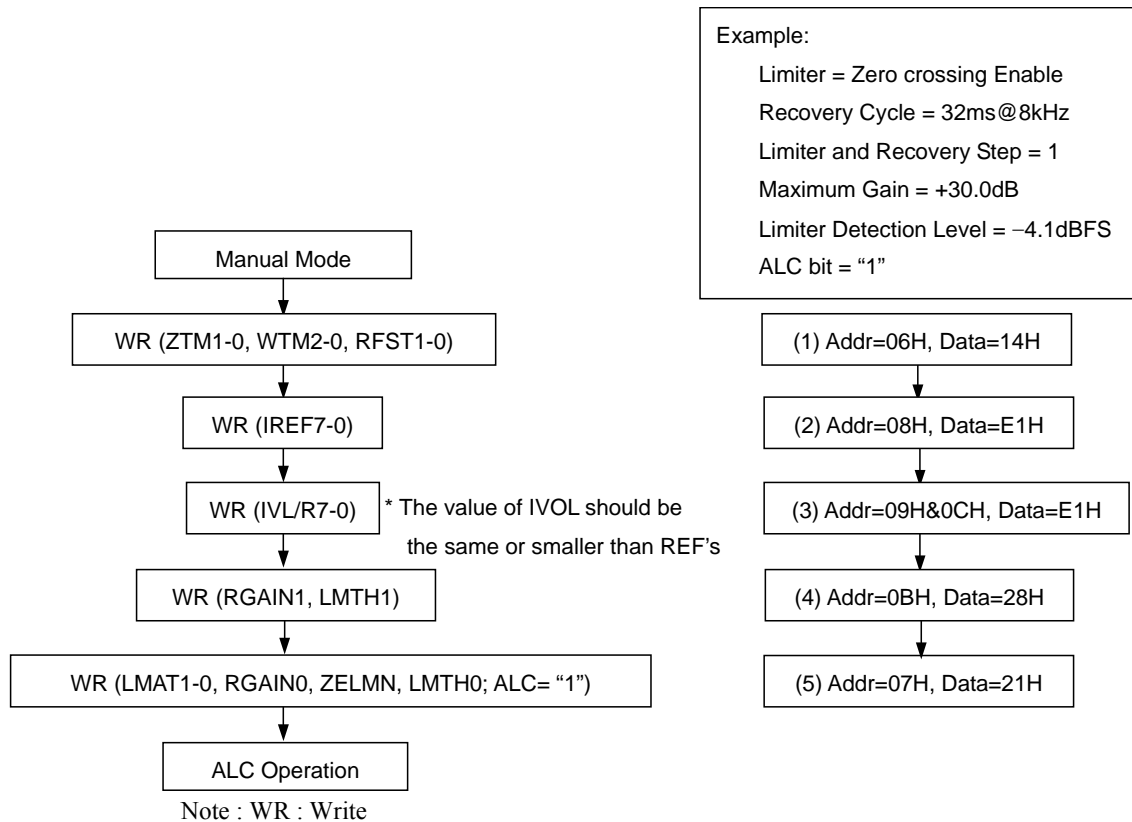 Example:
Limiter = Zero crossing Enable
Recovery Cycle = 32ms@8kHz
Limiter and Recovery Step = 1
Maximum Gain = +30.0dB
Limiter Detection Level = −4.1dBFS
ALC bit = “1”
Manual Mode
WR (ZTM1-0, WTM2-0, RFST1-0)
WR (IREF7-0)
WR (IVL/R7-0)
* The value of IVOL should be
the same or smaller than REF’s
WR (RGAIN1, LMTH1)
WR (LMAT1-0, RGAIN0, ZELMN, LMTH0; ALC= “1”)
ALC Operation
Note : WR : Write
(1) Addr=06H, Data=14H
(2) Addr=08H, Data=E1H
(3) Addr=09H&0CH, Data=E1H
(4) Addr=0BH, Data=28H
(5) Addr=07H, Data=21H